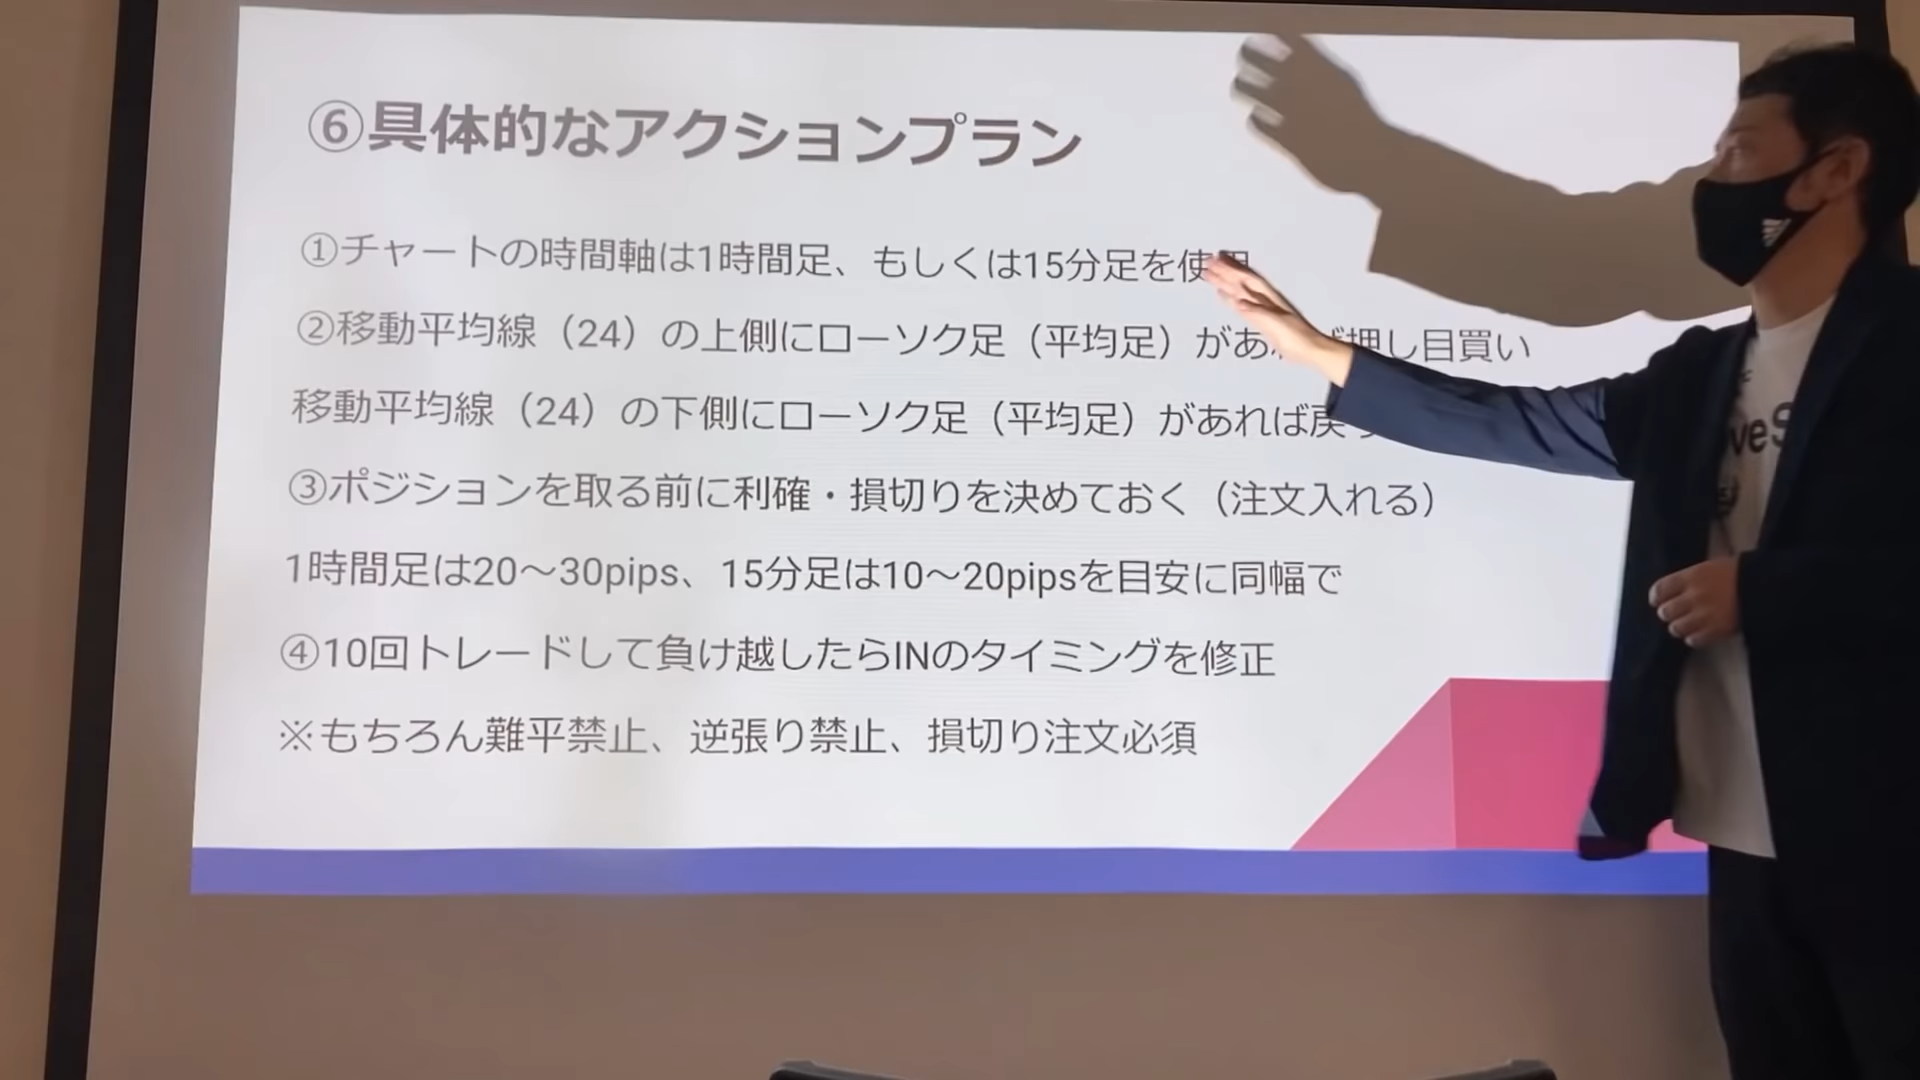 ⑥具体的なアクションプラン
①チャートの時間軸は1時間足、もしくは15分足を使用
②移動平均線（24）の上側にローソク足（平均足）があれば押し目買い
移動平均線（24）の下側にローソク足（平均足）があれば戻り
③ポジションを取る前に利確・損切りを決めておく（注文入れる）
1時間足は20～30pips、15分足は10～20pipsを目安に同幅で
④10回トレードして負け越したらINのタイミングを修正
※もちろん難平禁止、逆張り禁止、損切り注文必須